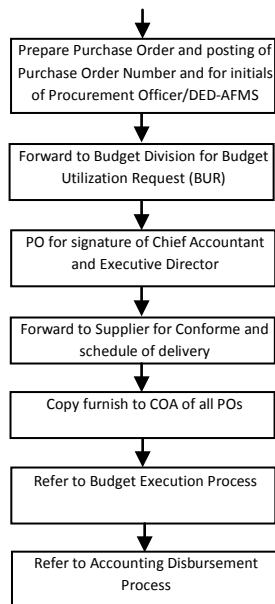 Prepare Purchase Order and posting of
Purchase Order Number and for initials
of Procurement Officer/DED-AFMS
Forward to Budget Division for Budget
Utilization Request (BUR)
PO for signature of Chief Accountant
and Executive Director
Forward to Supplier for Conforme and
schedule of delivery
Copy furnish to COA of all POs
Refer to Budget Execution Process
Refer to Accounting Disbursement
Process